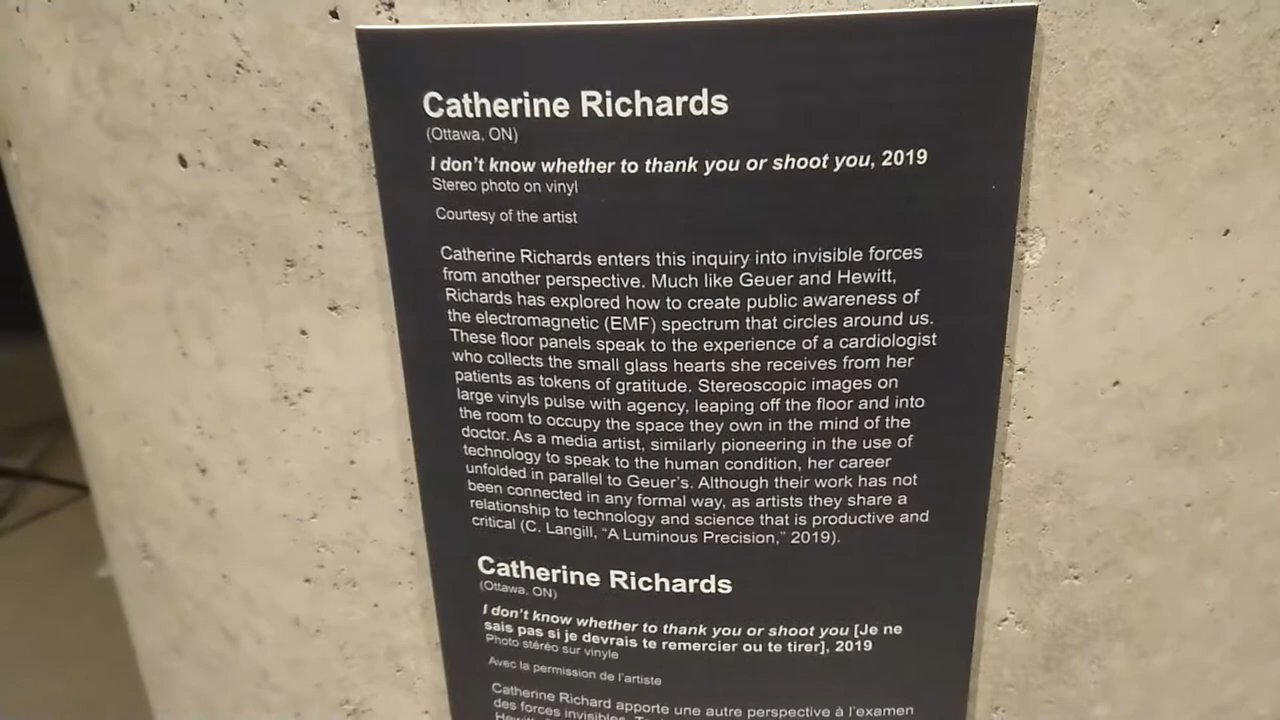 Catherine Richards
(Ottawa, ON)
I don't know whether to thank you or shoot you, 2019
Stereo photo on vinyl
Courtesy of the artist
Catherine Richards enters this inquiry into invisible forces
from another perspective. Much like Geuer and Hewitt,
Richards has explored how to create public awareness of
the electromagnetic (EMF) spectrum that circles around us.
These floor panels speak to the experience of a cardiologist
who collects the small glass hearts she receives from her
patients as tokens of gratitude. Stereoscopic images on
large vinyls pulse with agency, leaping off the floor and into
the room to occupy the space they own in the mind of the
doctor. As a media artist, similarly pioneering in the use of
technology to speak to the human condition, her career
unfolded in parallel to Geuer's. Although their work has not
been connected in any formal way, as artists they share a
relationship to technology and science that is productive and
critical (C. Langill, “A Luminous Precision,” 2019).
Catherine Richards
(Ottawa, ON)
I don't know whether to thank you or shoot you [Je ne
sais pas si je devrais te remercier ou te tirer], 2019
Photo stéréo sur vinyle
Avec la permission de l'artiste
Catherine Richard apporte une autre perspective à l'examen
des forces invisibles.